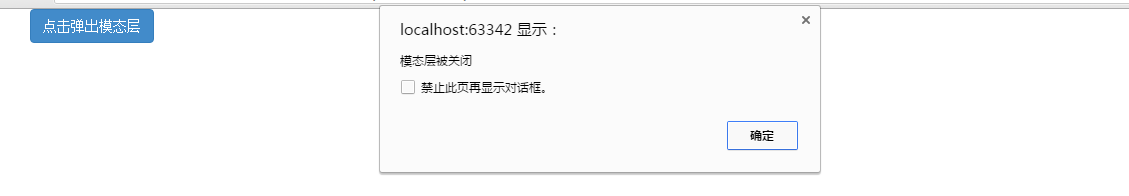 点击弹出模态层
localhost:63342 显示：
模态层被关闭
禁止此页再显示对话框。
确定